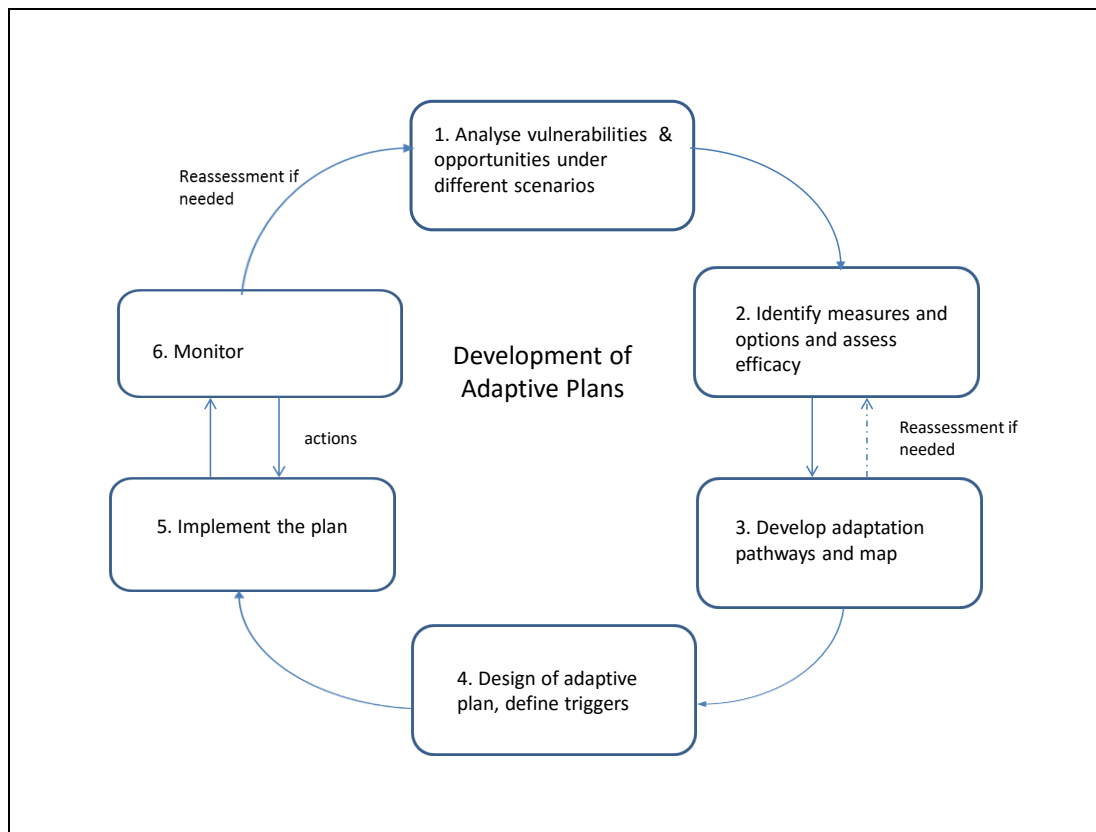 1. Analyse vulnerabilities &
opportunities under
different scenarios
Reassessment if
needed
2. Identify measures and
options and assess
efficacy
6. Monitor
Development of
Adaptive Plans
Reassessment if
needed
actions
3. Develop adaptation
pathways and map
5. Implement the plan
4. Design of adaptive
plan, define triggers